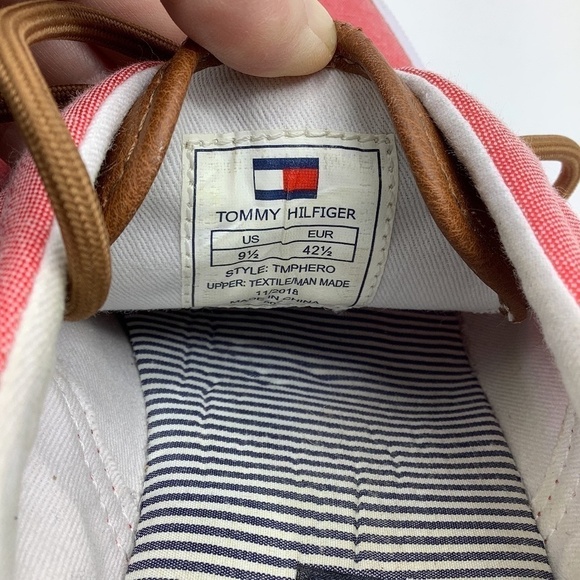 TOMMY HILFIGER
US EUR
9½ 42½
STYLE: TMPHERO
UPPER: TEXTILE/MAN MADE
11/2018
MADE IN CHINA